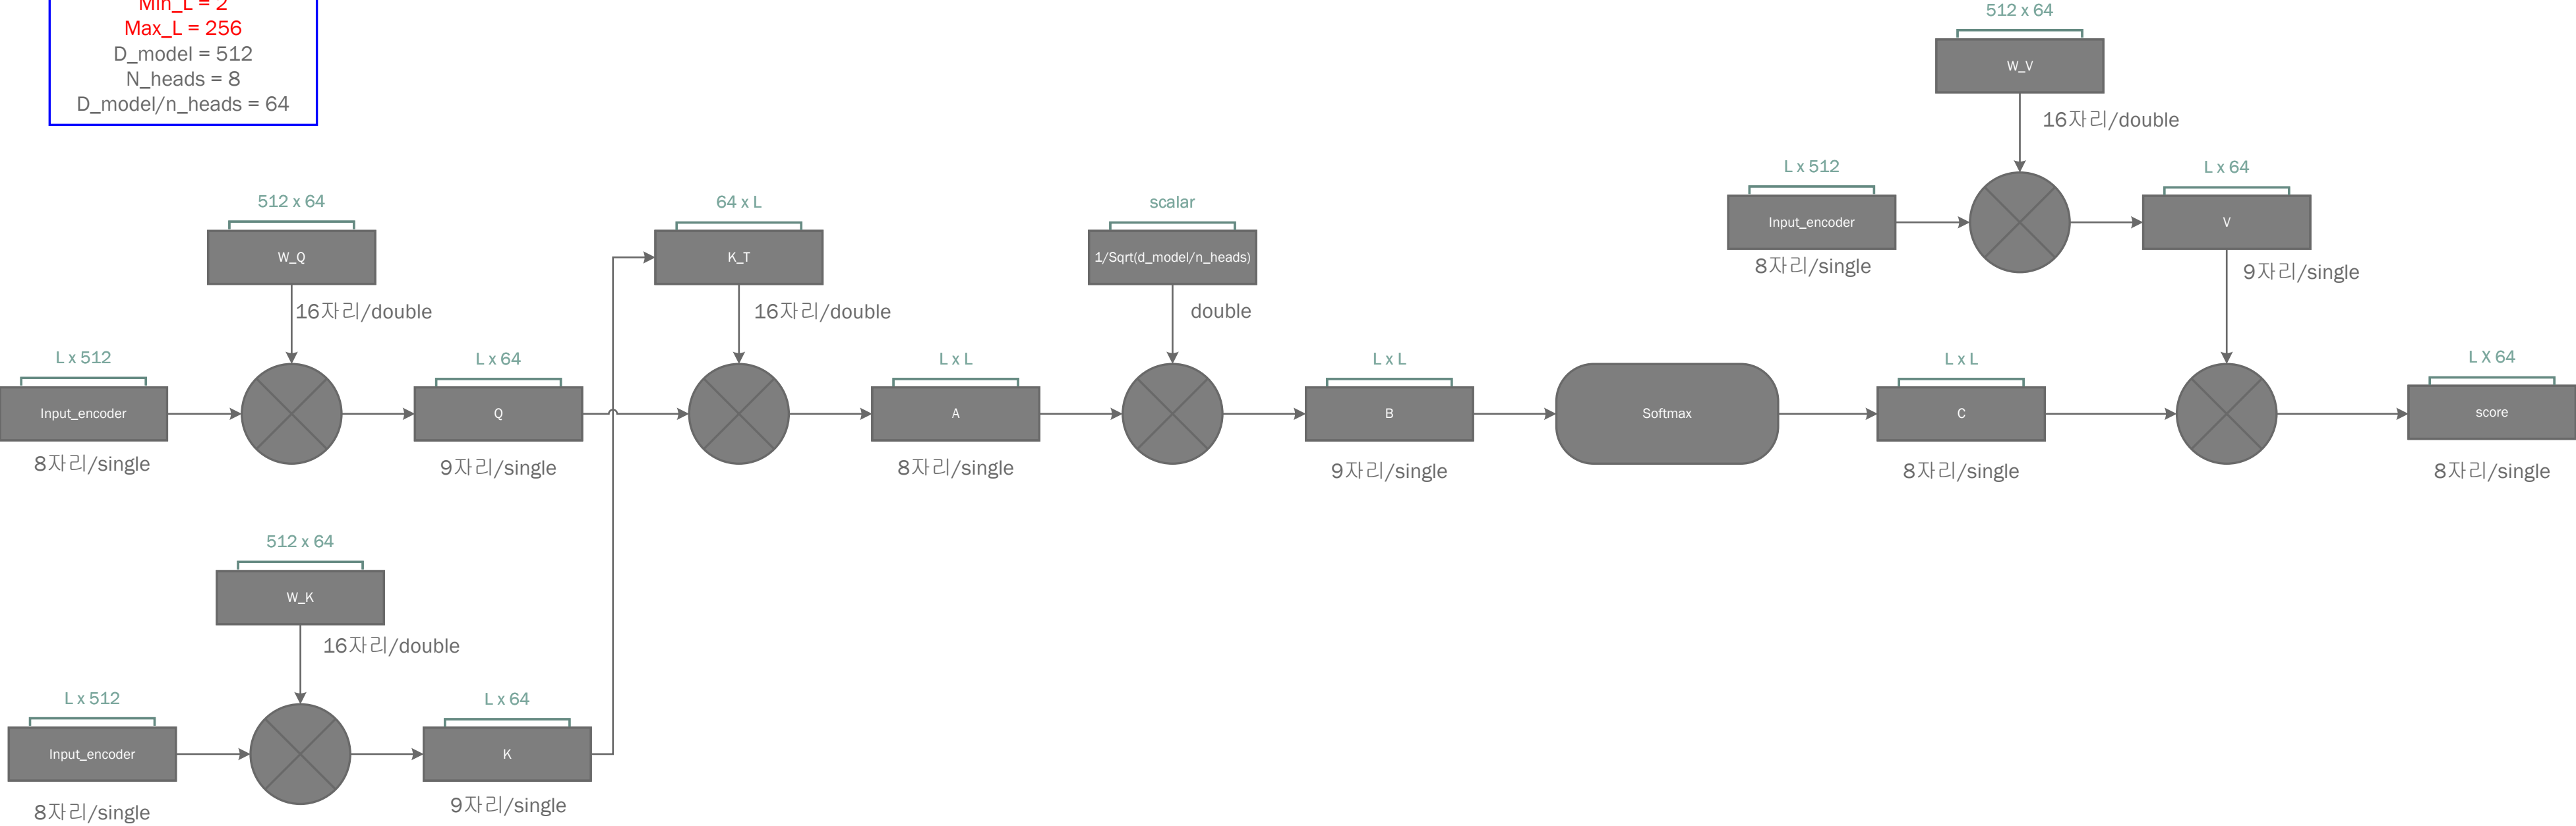 Min_L = 2
Max_L = 256
D_model = 512
N_heads = 8
D_model/n_heads = 64
512 x 64
W_V
16자리/double
L x 512
Input_encoder
8자리/single
L x 64
V
9자리/single
512 x 64
W_Q
16자리/double
64 x L
K_T
16자리/double
scalar
1/Sqrt(d_model/n_heads)
double
L x 512
Input_encoder
8자리/single
L x 64
Q
9자리/single
L x L
A
8자리/single
L x L
B
9자리/single
Softmax
L x L
C
8자리/single
L X 64
score
8자리/single
512 x 64
W_K
16자리/double
L x 512
Input_encoder
8자리/single
L x 64
K
9자리/single